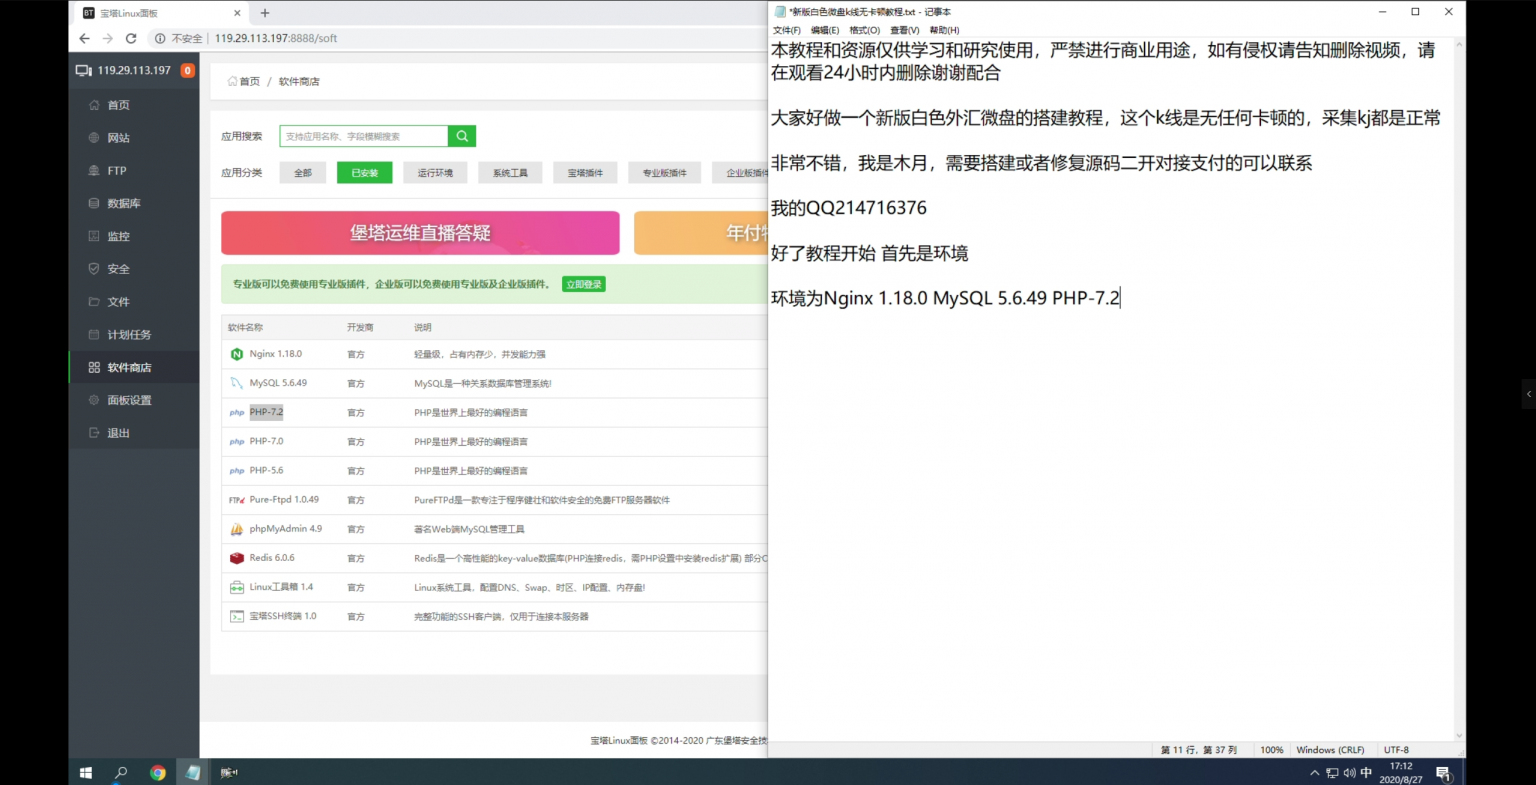 宝塔Linux面板
不安全 119.29.113.197:8888/soft
119.29.113.197 0
首页
网站
FTP
数据库
监控
安全
文件
计划任务
软件商店
面板设置
退出
首页 / 软件商店
应用搜索 支持应用名称、字段模糊搜索
应用分类 全部 已安装 运行环境 系统工具 宝塔插件 专业版插件 企业版插件
堡塔运维直播答疑 年付
专业版可以免费使用专业版插件，企业版可以免费使用专业版及企业版插件。 立即登录
软件名称 开发商 说明
Nginx 1.18.0 官方 轻量级，占有内存少，并发能力强
MySQL 5.6.49 官方 MySQL是一种关系数据库管理系统!
php PHP-7.2 官方 PHP是世界上最好的编程语言
php PHP-7.0 官方 PHP是世界上最好的编程语言
php PHP-5.6 官方 PHP是世界上最好的编程语言
Pure-Ftpd 1.0.49 官方 PureFTPd是一款专注于程序健壮和软件安全的免费FTP服务器软件
phpMyAdmin 4.9 官方 著名Web端MySQL管理工具
Redis 6.0.6 官方 Redis是一个高性能的key-value数据库(PHP连接redis，需PHP设置中安装redis扩展) 部分C
Linux工具箱 1.4 官方 Linux系统工具，配置DNS、Swap、时区、IP配置、内存盘!
宝塔SSH终端 1.0 官方 完整功能的SSH客户端，仅用于连接本服务器
宝塔Linux面板 ©2014-2020 广东堡塔安全技
*新版白色微盘k线无卡顿教程.txt - 记事本
文件(F) 编辑(E) 格式(O) 查看(V) 帮助(H)
本教程和资源仅供学习和研究使用，严禁进行商业用途，如有侵权请告知删除视频，请
在观看24小时内删除谢谢配合
大家好做一个新版白色外汇微盘的搭建教程，这个k线是无任何卡顿的，采集kj都是正常
非常不错，我是木月，需要搭建或者修复源码二开对接支付的可以联系
我的QQ214716376
好了教程开始 首先是环境
环境为Nginx 1.18.0 MySQL 5.6.49 PHP-7.2
第 11 行，第 37 列 100% Windows (CRLF) UTF-8
中 17:12
2020/8/27
1